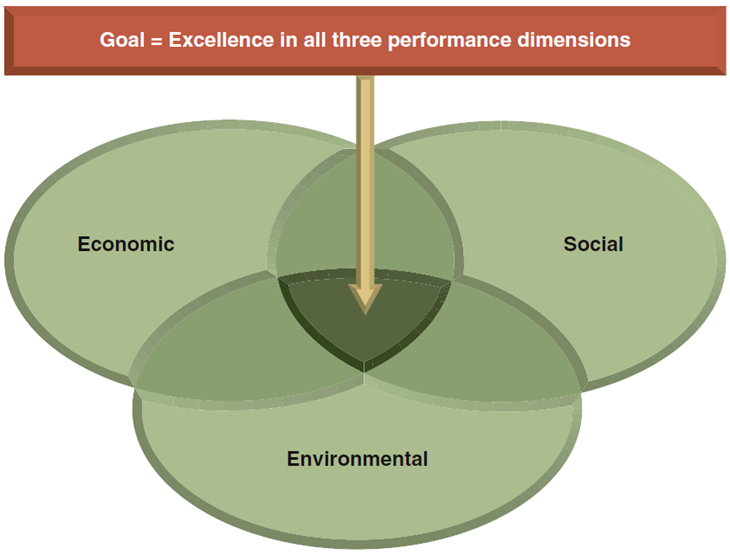 Goal = Excellence in all three performance dimensions
Economic
Social
Environmental